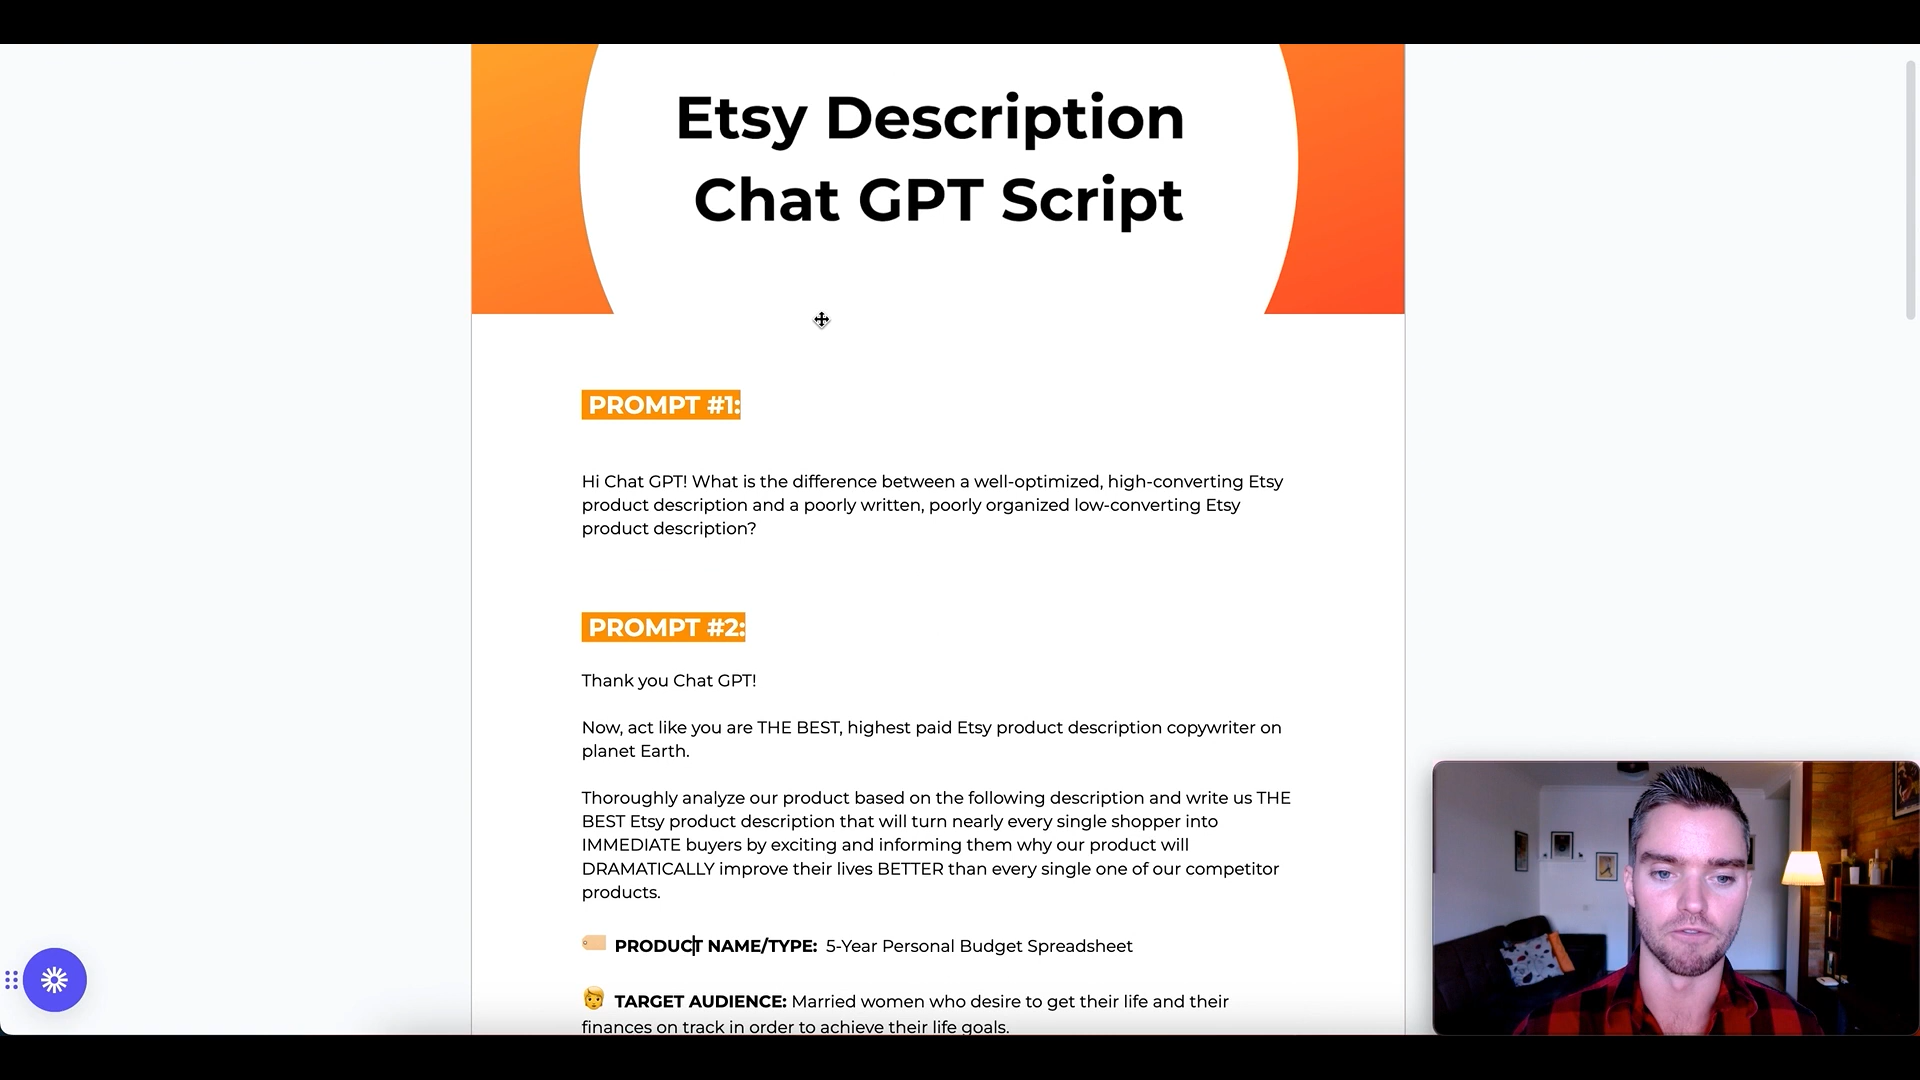 Etsy Description
Chat GPT Script
PROMPT #1:
Hi Chat GPT! What is the difference between a well-optimized, high-converting Etsy
product description and a poorly written, poorly organized low-converting Etsy
product description?
PROMPT #2:
Thank you Chat GPT!
Now, act like you are THE BEST, highest paid Etsy product description copywriter on
planet Earth.
Thoroughly analyze our product based on the following description and write us THE
BEST Etsy product description that will turn nearly every single shopper into
IMMEDIATE buyers by exciting and informing them why our product will
DRAMATICALLY improve their lives BETTER than every single one of our competitor
products.
PRODUCT NAME/TYPE: 5-Year Personal Budget Spreadsheet
TARGET AUDIENCE: Married women who desire to get their life and their
finances on track in order to achieve their life goals.